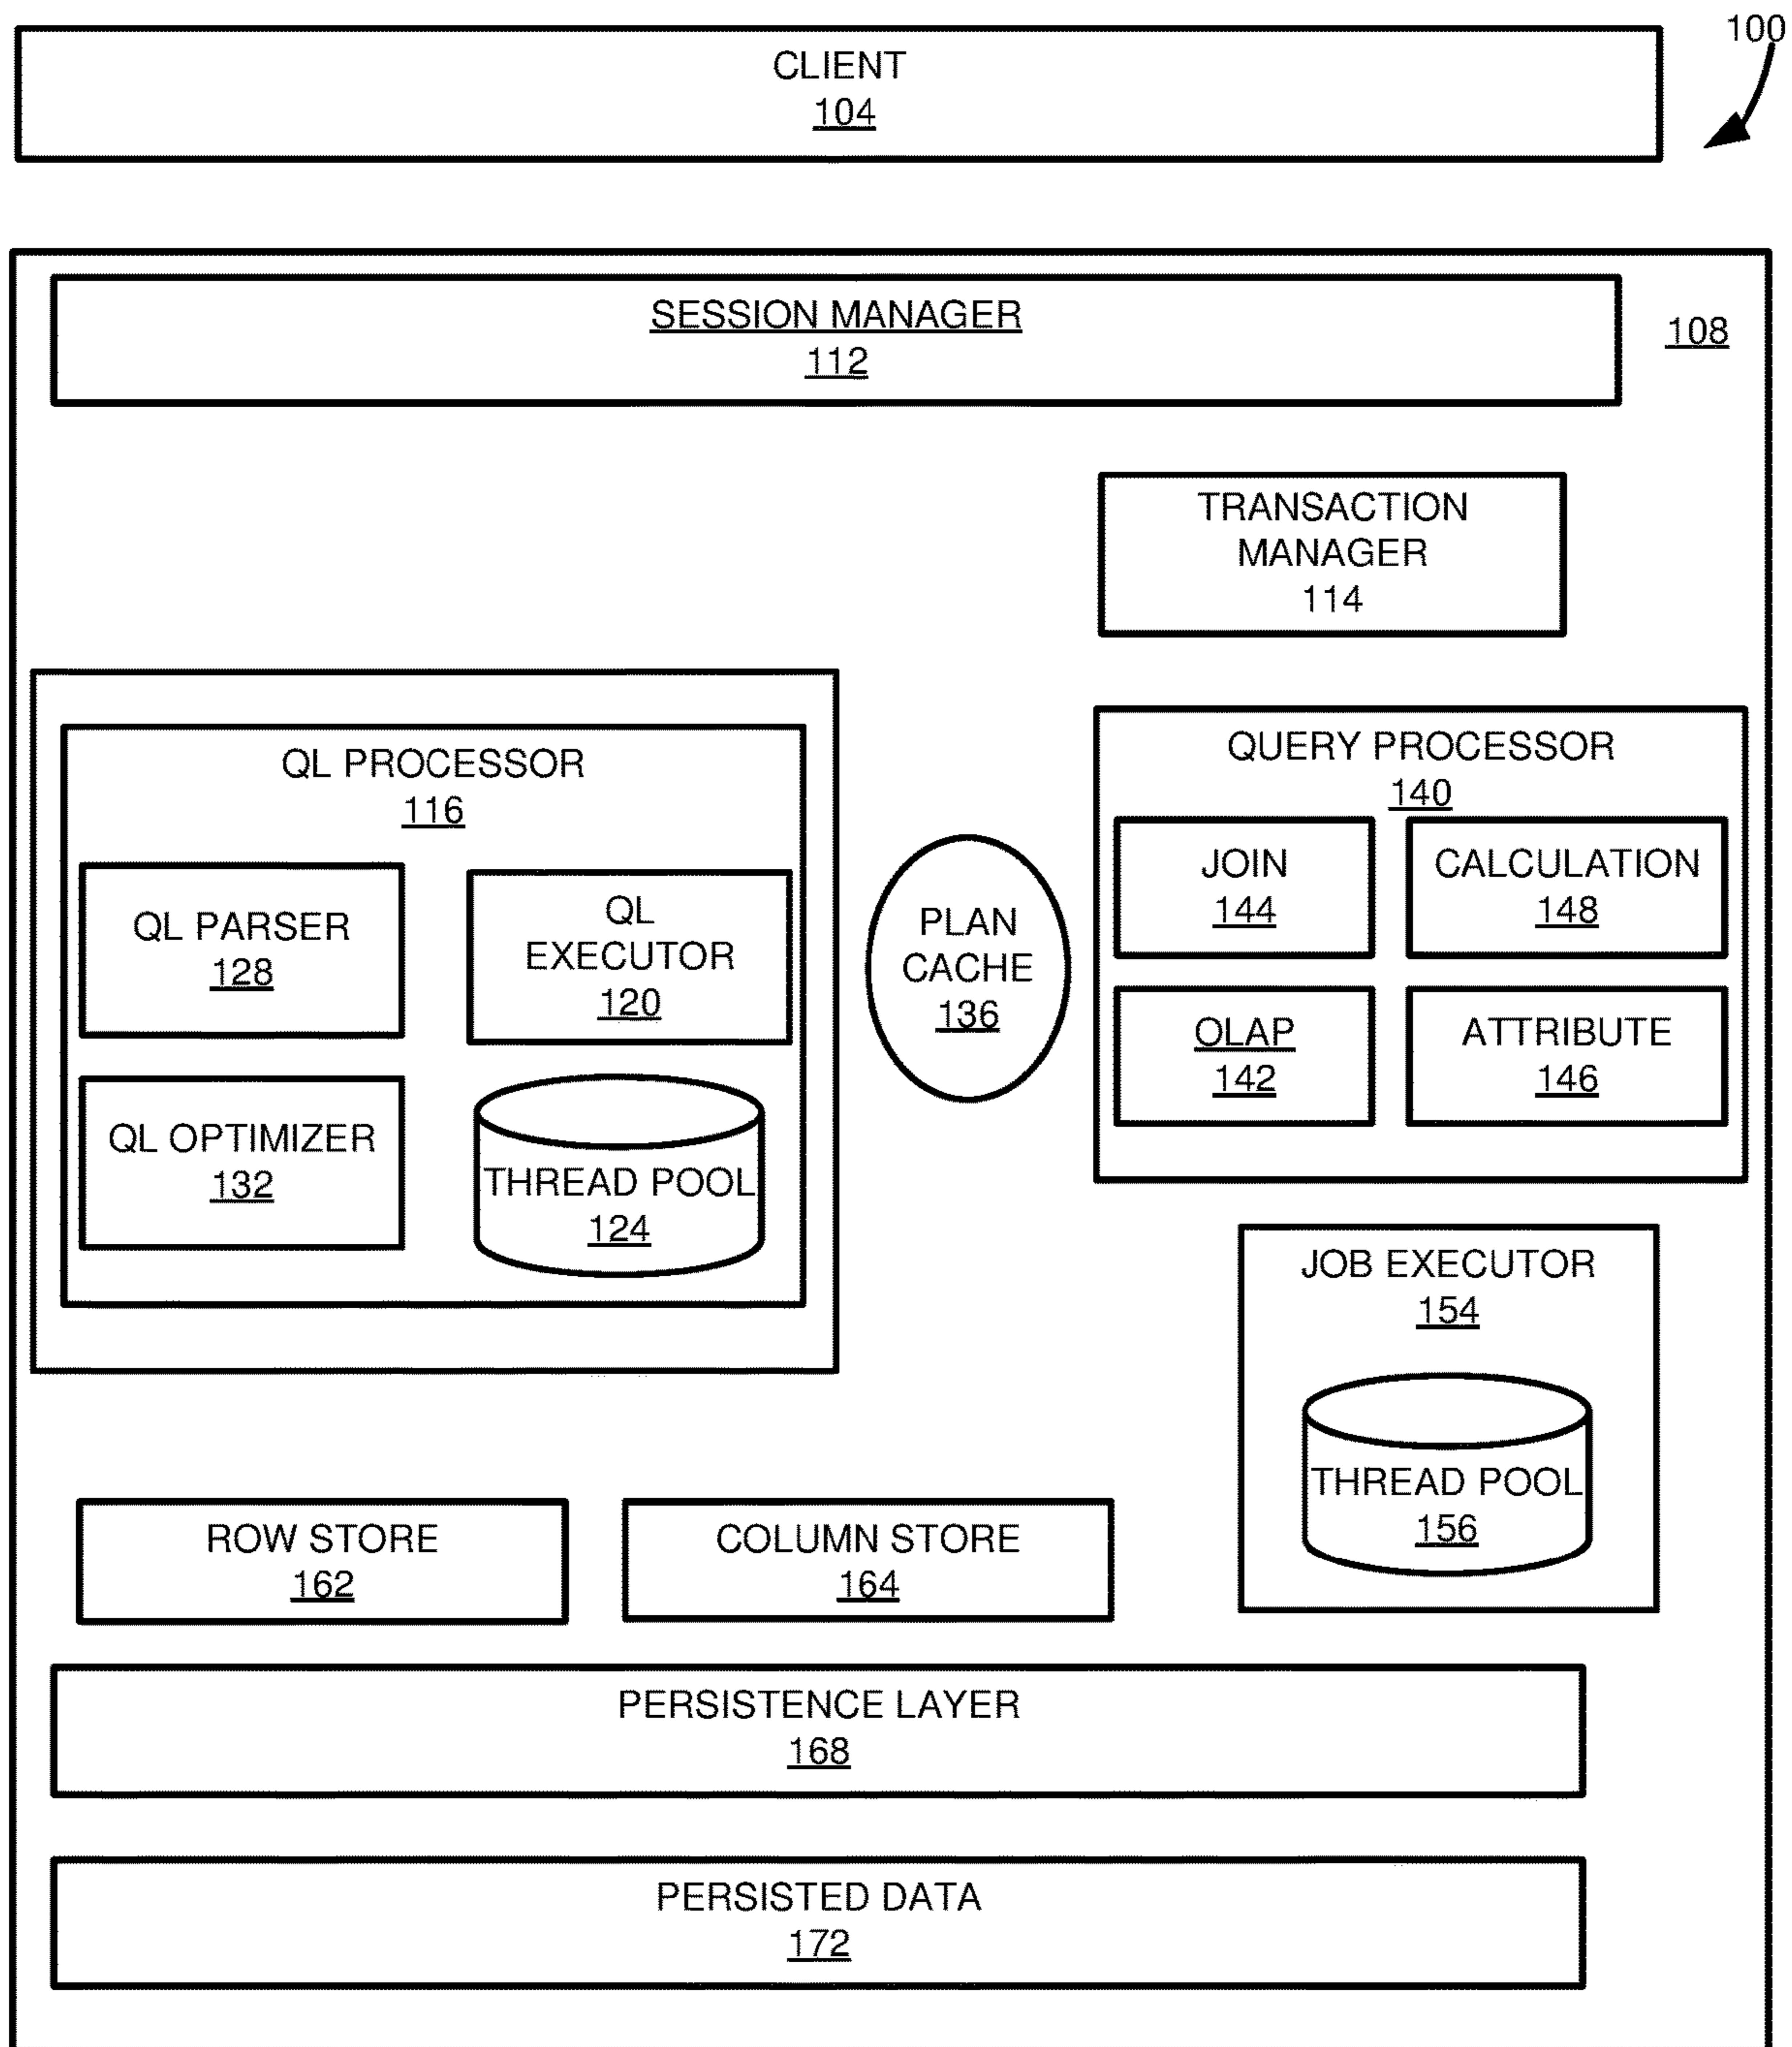 100
CLIENT
104
SESSION MANAGER
112
108
TRANSACTION
MANAGER
114
QL PROCESSOR
116
QL PARSER
128
QL
EXECUTOR
120
QL OPTIMIZER
132
THREAD POOL
124
PLAN
CACHE
136
QUERY PROCESSOR
140
JOIN
144
CALCULATION
148
OLAP
142
ATTRIBUTE
146
JOB EXECUTOR
154
THREAD POOL
156
ROW STORE
162
COLUMN STORE
164
PERSISTENCE LAYER
168
PERSISTED DATA
172